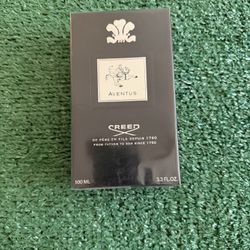 AVENTUS
CREED
DE PÈRE EN FILS DEPUIS 1760
FROM FATHER TO SON SINCE 1760
100 ML 3.3 FL.OZ.